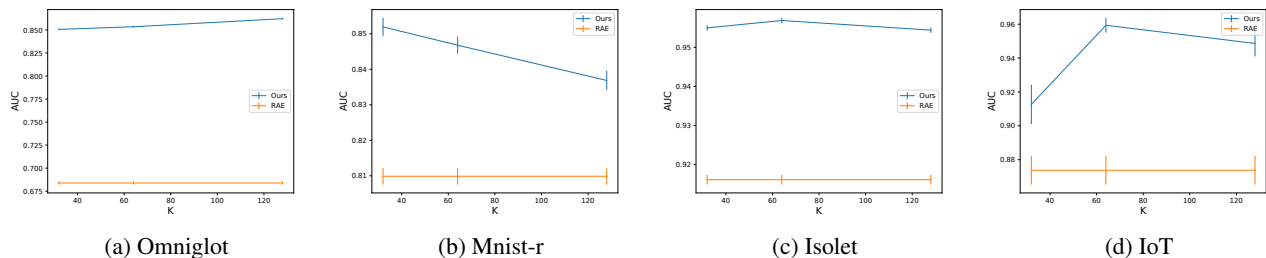 0.850
0.825
0.800
0.775
0.750
0.725
0.700
0.675
AUC
40 60 80 100 120
K
Ours
RAE
(a) Omniglot
0.85
0.84
0.83
0.82
0.81
AUC
40 60 80 100 120
K
Ours
RAE
(b) Mnist-r
0.95
0.94
0.93
0.92
AUC
40 60 80 100 120
K
Ours
RAE
(c) Isolet
0.96
0.94
0.92
0.90
0.88
AUC
40 60 80 100 120
K
Ours
RAE
(d) IoT